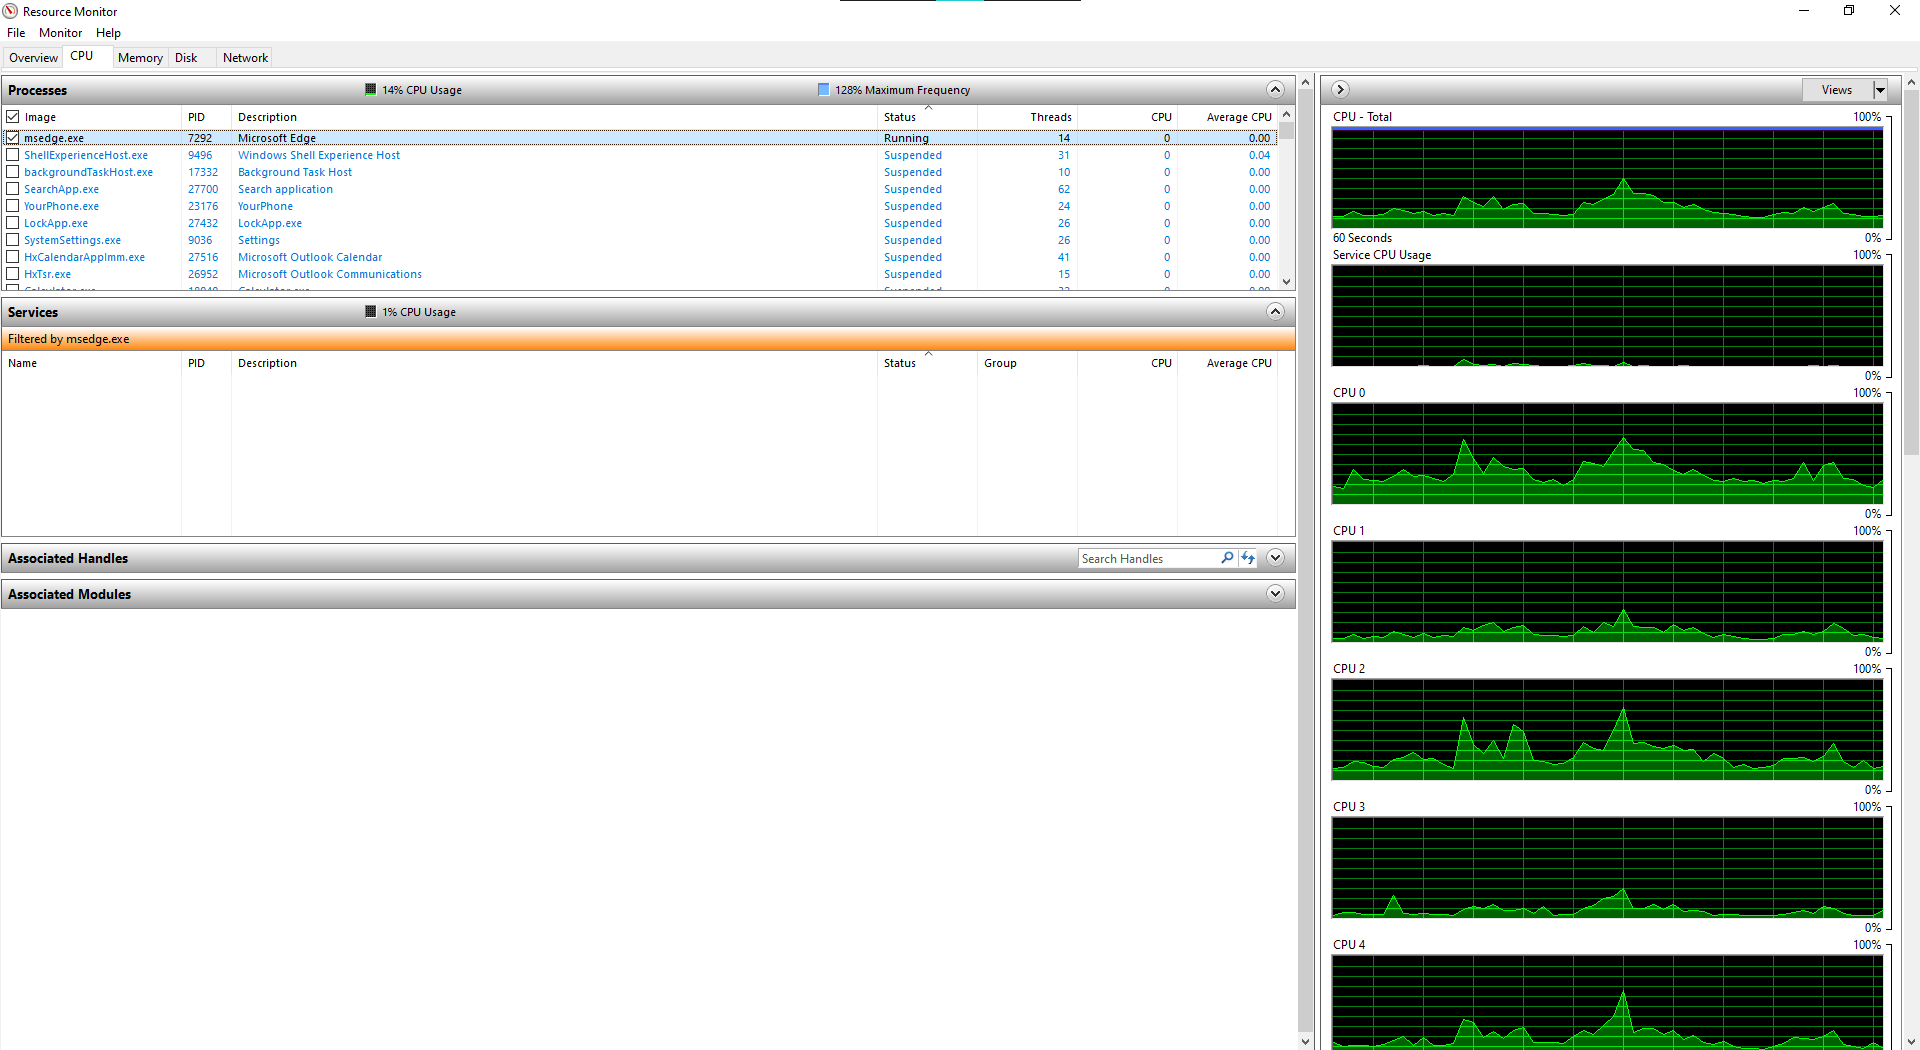 Resource Monitor
File Monitor Help
Overview CPU Memory Disk Network
Processes 14% CPU Usage 128% Maximum Frequency
Image PID Description Status Threads CPU Average CPU
msedge.exe 7292 Microsoft Edge Running 14 0 0.00
ShellExperienceHost.exe 9496 Windows Shell Experience Host Suspended 31 0 0.04
backgroundTaskHost.exe 17332 Background Task Host Suspended 10 0 0.00
SearchApp.exe 27700 Search application Suspended 62 0 0.00
YourPhone.exe 23176 YourPhone Suspended 24 0 0.00
LockApp.exe 27432 LockApp.exe Suspended 26 0 0.00
SystemSettings.exe 9036 Settings Suspended 26 0 0.00
HxCalendarAppImm.exe 27516 Microsoft Outlook Calendar Suspended 41 0 0.00
HxTsr.exe 26952 Microsoft Outlook Communications Suspended 15 0 0.00
Calculator.exe Calculator.exe Suspended 0 0.00
Services 1% CPU Usage
Filtered by msedge.exe
Name PID Description Status Group CPU Average CPU
Associated Handles Search Handles
Associated Modules
Views
CPU - Total 100%
60 Seconds 0%
Service CPU Usage 100%
0%
CPU 0 100%
0%
CPU 1 100%
0%
CPU 2 100%
0%
CPU 3 100%
0%
CPU 4 100%